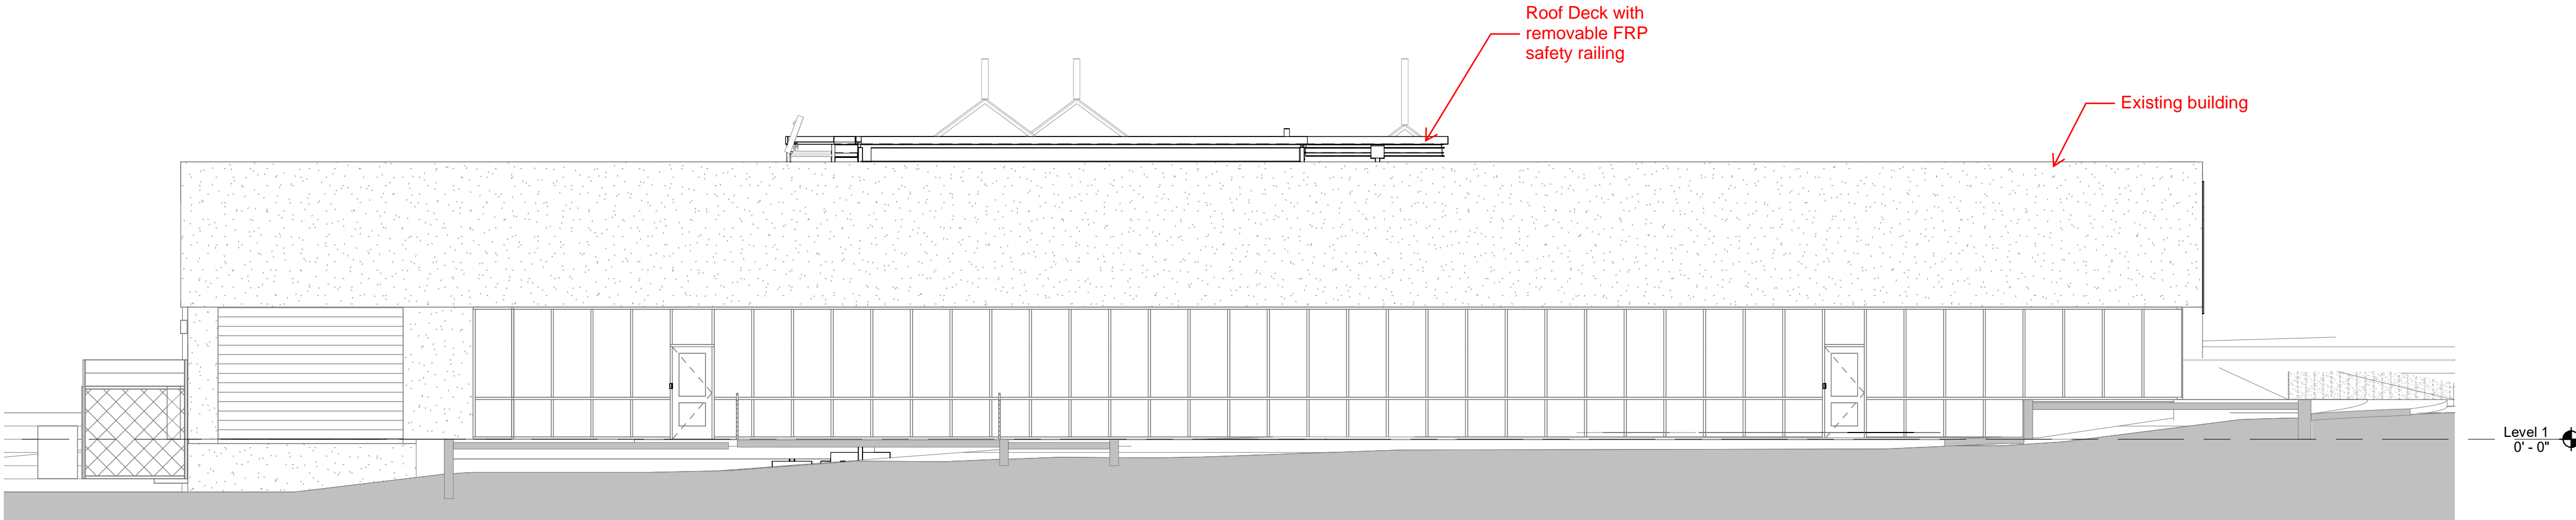 Roof Deck with
removable FRP
safety railing
Existing building
Level 1
0' - 0"